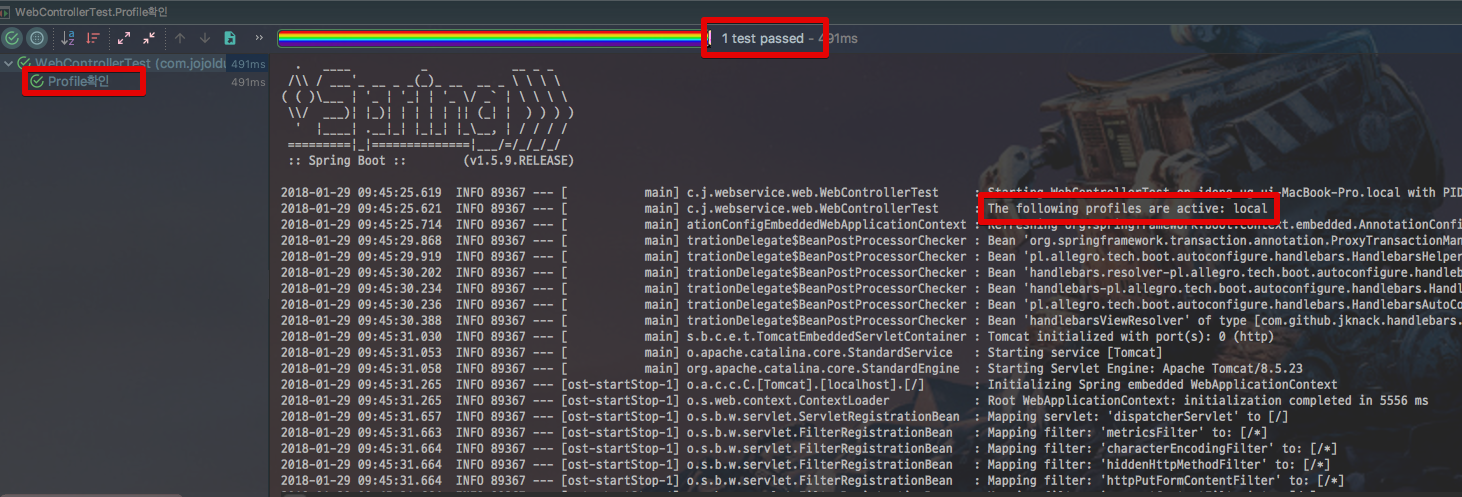 WebControllerTest.Profile확인
1 test passed - 491ms
WebControllerTest (com.jojoldu 491ms
Profile확인 491ms
  .   ____          _            __ _ _
 /\\ / ___'_ __ _ _(_)_ __  __ _ \ \ \ \
( ( )\___ | '_ | '_| | '_ \/ _` | \ \ \ \
 \\/  ___)| |_)| | | | | || (_| |  ) ) ) )
  '  |____| .__|_| |_|_| |_\__, | / / / /
 =========|_|==============|___/=/_/_/_/
 :: Spring Boot ::        (v1.5.9.RELEASE)
2018-01-29 09:45:25.619  INFO 89367 --- [           main] c.j.webservice.web.WebControllerTest     : Starting WebControllerTest on idong-ug-ui-MacBook-Pro.local with PID
2018-01-29 09:45:25.621  INFO 89367 --- [           main] c.j.webservice.web.WebControllerTest     : The following profiles are active: local
2018-01-29 09:45:25.714  INFO 89367 --- [           main] ationConfigEmbeddedWebApplicationContext : Refreshing org.springframework.boot.context.embedded.AnnotationConfi
2018-01-29 09:45:29.868  INFO 89367 --- [           main] trationDelegate$BeanPostProcessorChecker : Bean 'org.springframework.transaction.annotation.ProxyTransactionMan
2018-01-29 09:45:29.919  INFO 89367 --- [           main] trationDelegate$BeanPostProcessorChecker : Bean 'pl.allegro.tech.boot.autoconfigure.handlebars.HandlebarsHelper
2018-01-29 09:45:30.202  INFO 89367 --- [           main] trationDelegate$BeanPostProcessorChecker : Bean 'handlebars.resolver-pl.allegro.tech.boot.autoconfigure.handleb
2018-01-29 09:45:30.234  INFO 89367 --- [           main] trationDelegate$BeanPostProcessorChecker : Bean 'handlebars-pl.allegro.tech.boot.autoconfigure.handlebars.Hand
2018-01-29 09:45:30.236  INFO 89367 --- [           main] trationDelegate$BeanPostProcessorChecker : Bean 'pl.allegro.tech.boot.autoconfigure.handlebars.HandlebarsAutoCo
2018-01-29 09:45:30.388  INFO 89367 --- [           main] trationDelegate$BeanPostProcessorChecker : Bean 'handlebarsViewResolver' of type [com.github.jknack.handlebars.
2018-01-29 09:45:31.030  INFO 89367 --- [           main] s.b.c.e.t.TomcatEmbeddedServletContainer : Tomcat initialized with port(s): 0 (http)
2018-01-29 09:45:31.053  INFO 89367 --- [           main] o.apache.catalina.core.StandardService   : Starting service [Tomcat]
2018-01-29 09:45:31.058  INFO 89367 --- [           main] org.apache.catalina.core.StandardEngine  : Starting Servlet Engine: Apache Tomcat/8.5.23
2018-01-29 09:45:31.265  INFO 89367 --- [ost-startStop-1] o.a.c.c.C.[Tomcat].[localhost].[/]       : Initializing Spring embedded WebApplicationContext
2018-01-29 09:45:31.265  INFO 89367 --- [ost-startStop-1] o.s.web.context.ContextLoader            : Root WebApplicationContext: initialization completed in 5556 ms
2018-01-29 09:45:31.657  INFO 89367 --- [ost-startStop-1] o.s.b.w.servlet.ServletRegistrationBean  : Mapping servlet: 'dispatcherServlet' to [/]
2018-01-29 09:45:31.663  INFO 89367 --- [ost-startStop-1] o.s.b.w.servlet.FilterRegistrationBean   : Mapping filter: 'metricsFilter' to: [/*]
2018-01-29 09:45:31.664  INFO 89367 --- [ost-startStop-1] o.s.b.w.servlet.FilterRegistrationBean   : Mapping filter: 'characterEncodingFilter' to: [/*]
2018-01-29 09:45:31.664  INFO 89367 --- [ost-startStop-1] o.s.b.w.servlet.FilterRegistrationBean   : Mapping filter: 'hiddenHttpMethodFilter' to: [/*]
2018-01-29 09:45:31.664  INFO 89367 --- [ost-startStop-1] o.s.b.w.servlet.FilterRegistrationBean   : Mapping filter: 'httpPutFormContentFilter' to: [/*]